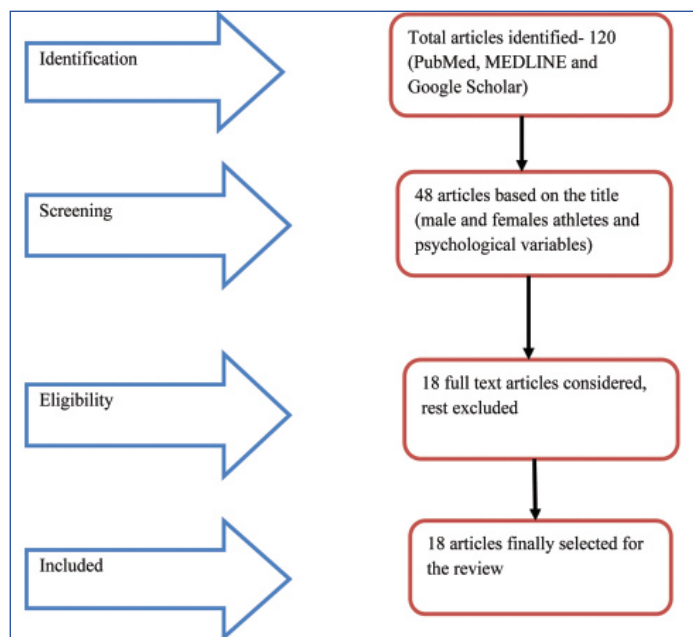 Identification
Total articles identified- 120
(PubMed, MEDLINE and
Google Scholar)
Screening
48 articles based on the title
(male and females athletes and
psychological variables)
Eligibility
18 full text articles considered,
rest excluded
Included
18 articles finally selected for
the review